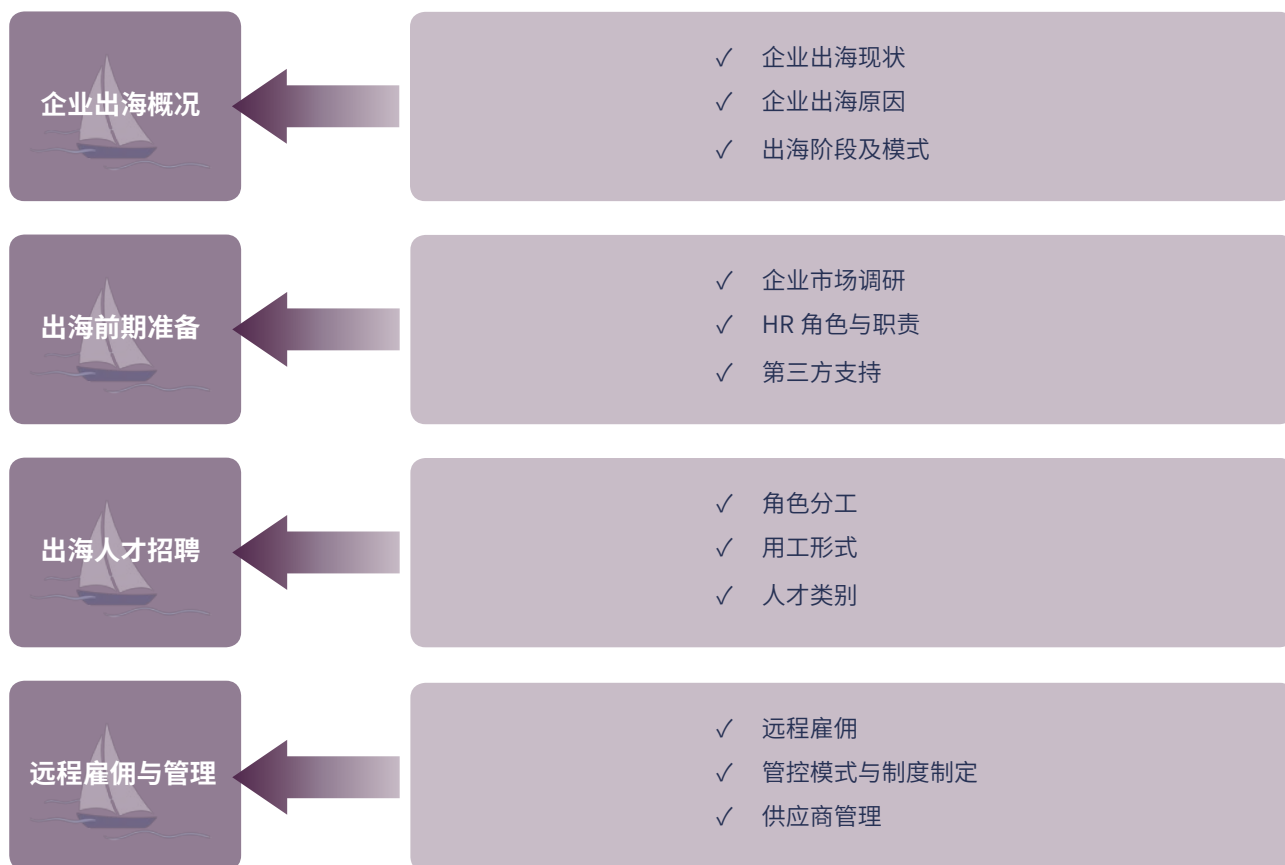 企业出海概况
✓ 企业出海现状
✓ 企业出海原因
✓ 出海阶段及模式
出海前期准备
✓ 企业市场调研
✓ HR 角色与职责
✓ 第三方支持
出海人才招聘
✓ 角色分工
✓ 用工形式
✓ 人才类别
远程雇佣与管理
✓ 远程雇佣
✓ 管控模式与制度制定
✓ 供应商管理